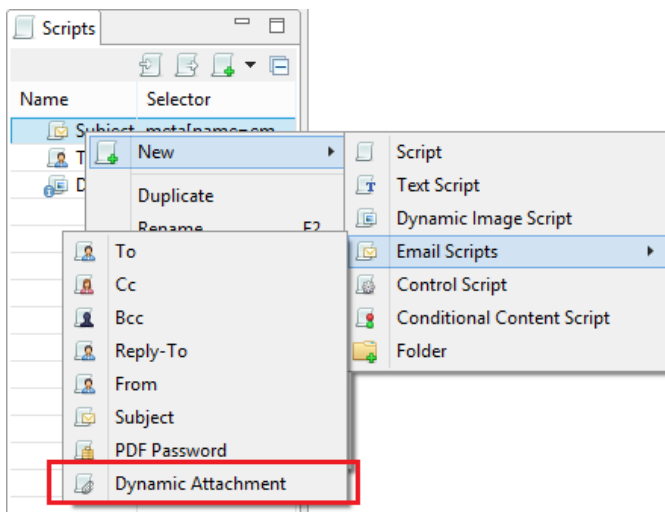 Scripts
Name Selector
Subject meta[name=em
New
Duplicate
Rename F2
Script
Text Script
Dynamic Image Script
Email Scripts
Control Script
Conditional Content Script
Folder
To
Cc
Bcc
Reply-To
From
Subject
PDF Password
Dynamic Attachment